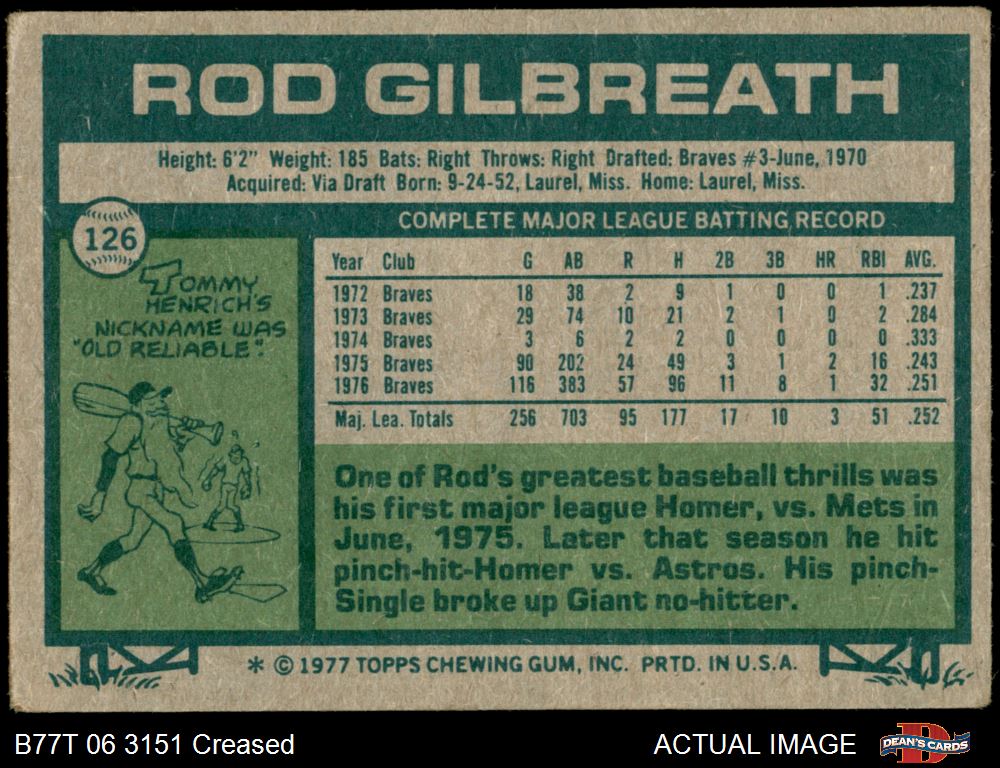 ROD GILBREATH
Height: 6'2" Weight: 185 Bats: Right Throws: Right Drafted: Braves #3-June, 1970
Acquired: Via Draft Born: 9-24-52, Laurel, Miss. Home: Laurel, Miss.
126
TOMMY
HENRICH'S
NICKNAME WAS
"OLD RELIABLE".
COMPLETE MAJOR LEAGUE BATTING RECORD
Year Club G AB R H 2B 3B HR RBI AVG.
1972 Braves 18 38 2 9 1 0 0 1 .237
1973 Braves 29 74 10 21 2 1 0 2 .284
1974 Braves 3 6 2 2 0 0 0 0 .333
1975 Braves 90 202 24 49 3 1 2 16 .243
1976 Braves 116 383 57 96 11 8 1 32 .251
Maj. Lea. Totals 256 703 95 177 17 10 3 51 .252
One of Rod's greatest baseball thrills was
his first major league Homer, vs. Mets in
June, 1975. Later that season he hit
pinch-hit-Homer vs. Astros. His pinch-
Single broke up Giant no-hitter.
* © 1977 TOPPS CHEWING GUM, INC. PRTD. IN U.S.A.
B77T 06 3151 Creased
ACTUAL IMAGE
DEAN'S CARDS